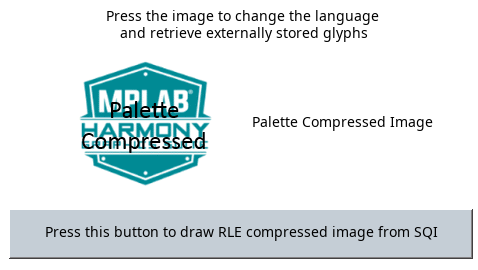 Press the image to change the language
and retrieve externally stored glyphs
MPLAB®
HARMONY
Palette
Compressed
Palette Compressed Image
Press this button to draw RLE compressed image from SQI